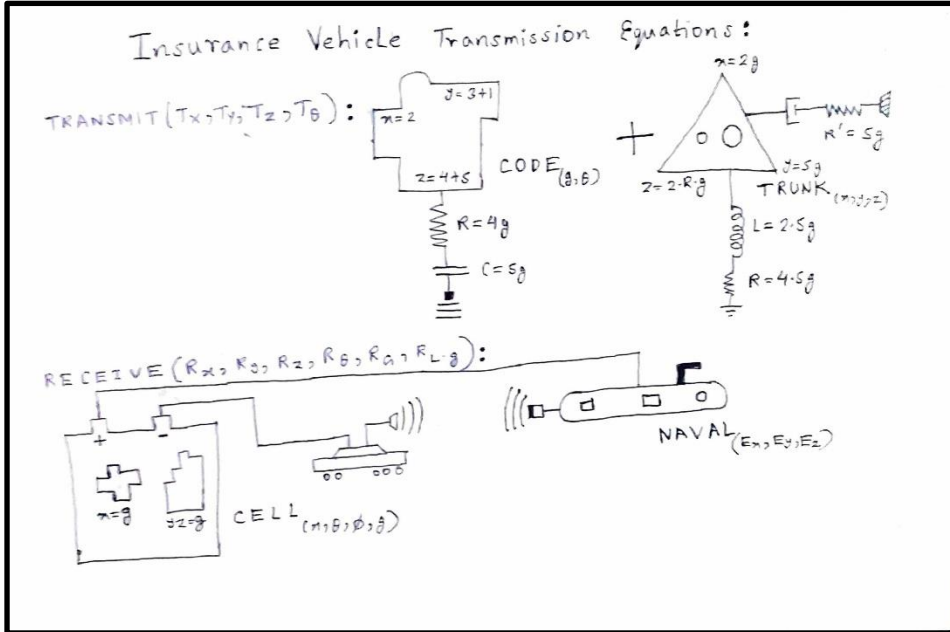 Insurance Vehicle Transmission Equations:
TRANSMIT(Tx, Ty, Tz, Tθ):
x=2
y=3+1
z=4+5
CODE(g,θ)
R=4g
C=5g
+
x=2g
R'=5g
y=5g
z=2·R·g
TRUNK(x,y,z)
L=2.5g
R=4.5g
RECEIVE(Rx, Ry, Rz, Rθ, RG, RL·g):
+
-
x=g
yz=g
CELL(x,θ,φ,g)
NAVAL(Ex, Ey, Ez)